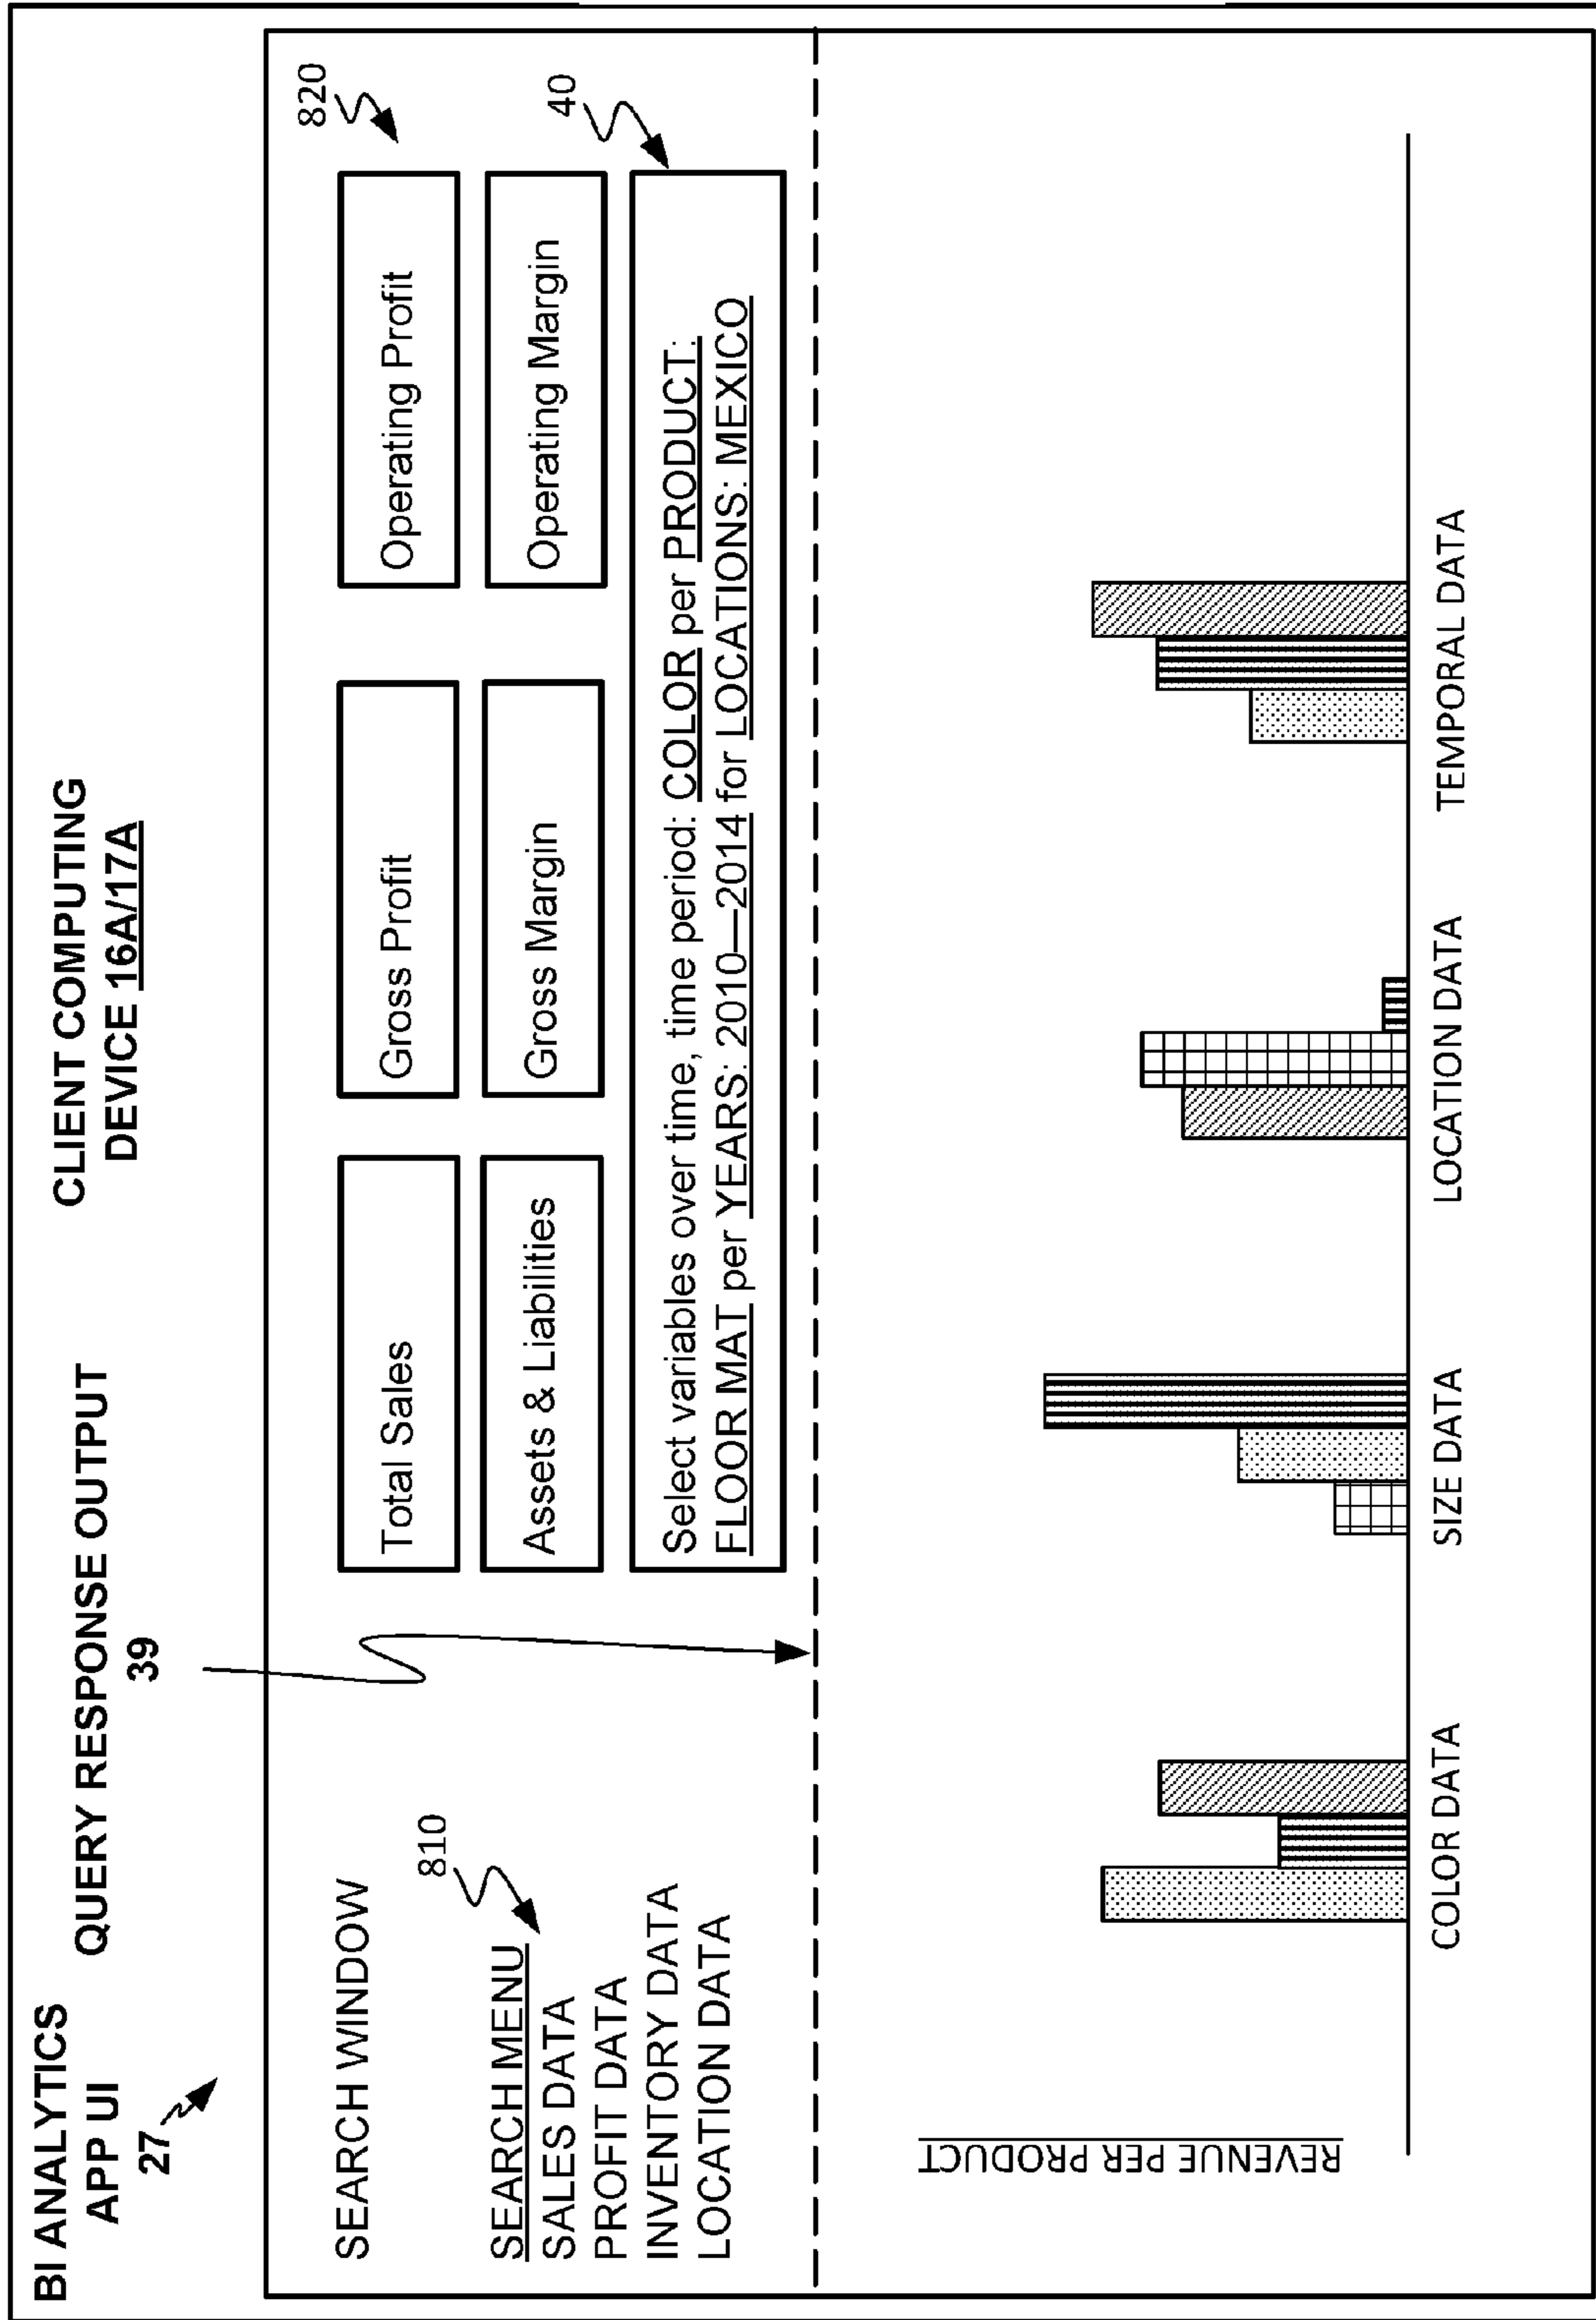 BI ANALYTICS
APP UI
27
QUERY RESPONSE OUTPUT
39
CLIENT COMPUTING
DEVICE 16A/17A
SEARCH WINDOW
810
SEARCH MENU
SALES DATA
PROFIT DATA
INVENTORY DATA
LOCATION DATA
820
Total Sales
Gross Profit
Operating Profit
Assets & Liabilities
Gross Margin
Operating Margin
40
Select variables over time, time period: COLOR per PRODUCT:
FLOOR MAT per YEARS: 2010—2014 for LOCATIONS: MEXICO
REVENUE PER PRODUCT
COLOR DATA
SIZE DATA
LOCATION DATA
TEMPORAL DATA